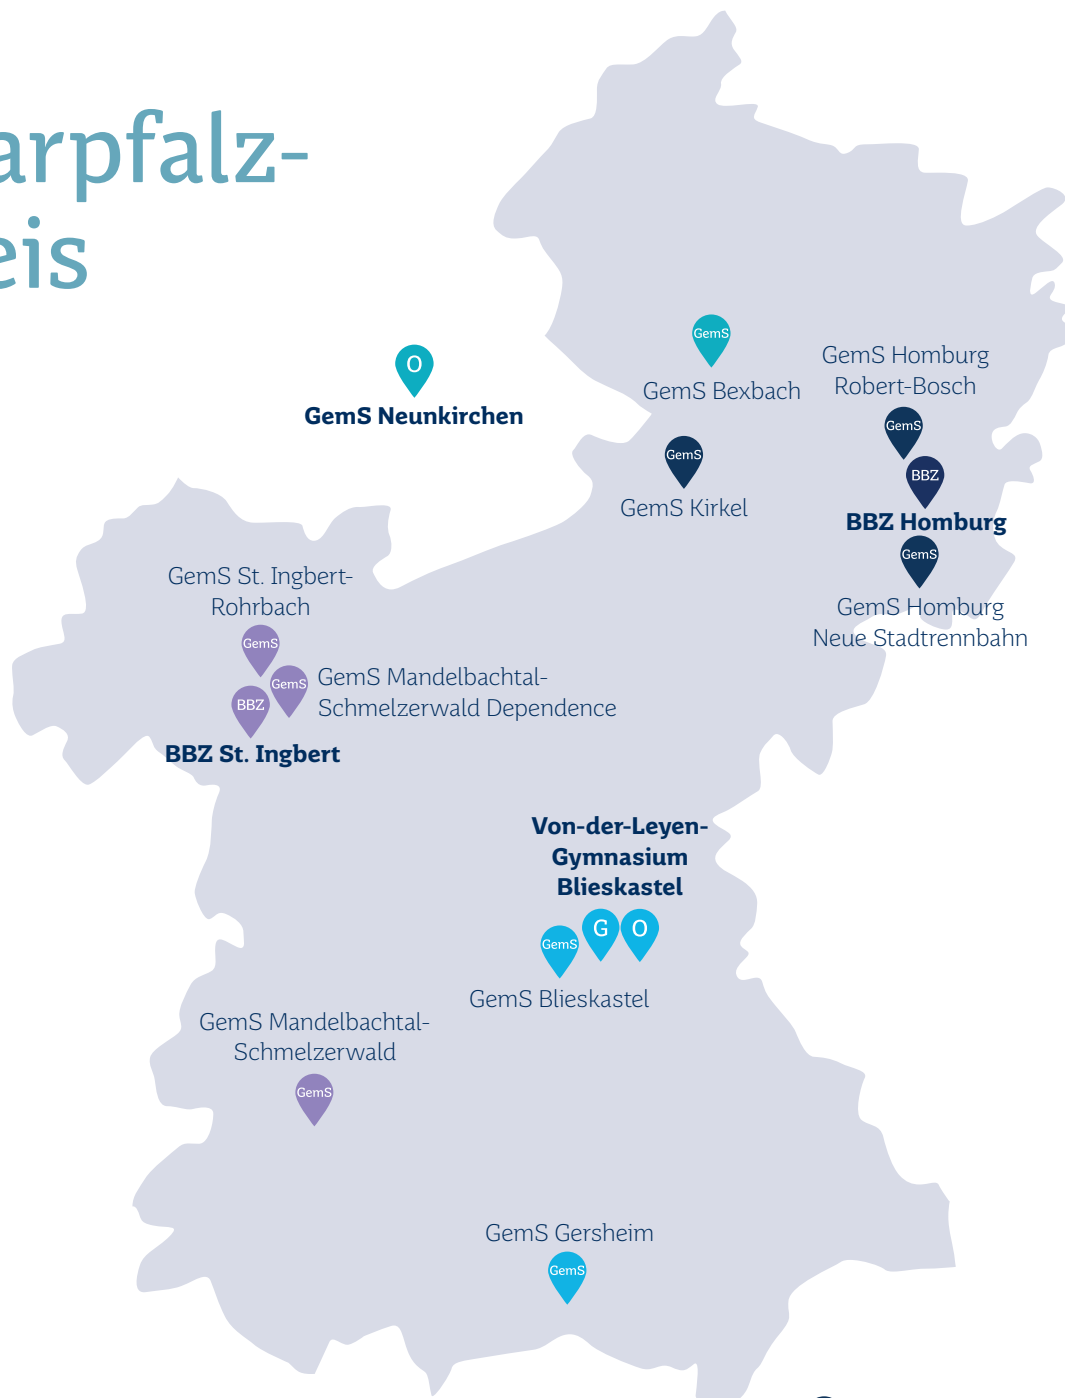 arpfalz-
eis
GemS
O
GemS Neunkirchen
GemS Bexbach
GemS Homburg
Robert-Bosch
GemS
BBZ
BBZ Homburg
GemS
GemS Homburg
Neue Stadtrennbahn
GemS
GemS Kirkel
GemS St. Ingbert-
Rohrbach
GemS
GemS
GemS Mandelbachtal-
Schmelzerwald Dependence
BBZ
BBZ St. Ingbert
Von-der-Leyen-
Gymnasium
Blieskastel
G
O
GemS
GemS Blieskastel
GemS Mandelbachtal-
Schmelzerwald
GemS
GemS Gersheim
GemS